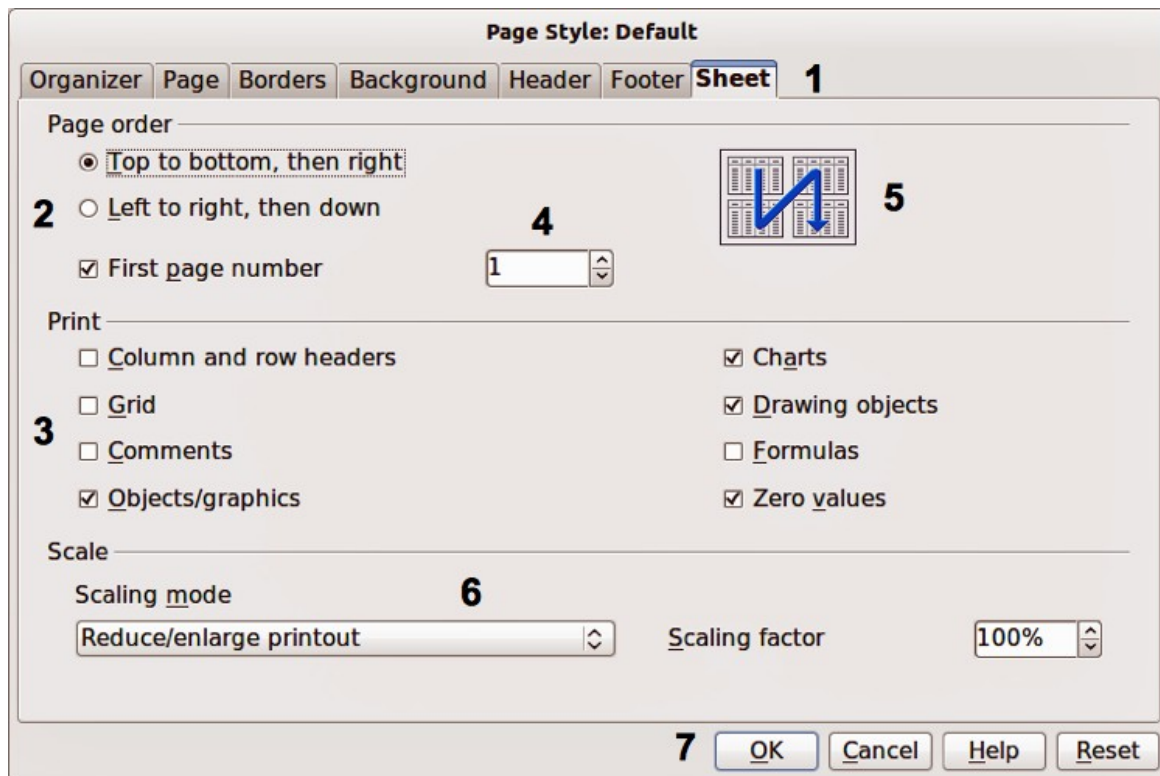 Page Style: Default
Organizer Page Borders Background Header Footer Sheet 1
Page order
Top to bottom, then right
5
2 Left to right, then down
4
First page number 1
Print
Column and row headers Charts
Grid Drawing objects
3
Comments Formulas
Objects/graphics Zero values
Scale
Scaling mode 6
Reduce/enlarge printout Scaling factor 100%
7 OK Cancel Help Reset